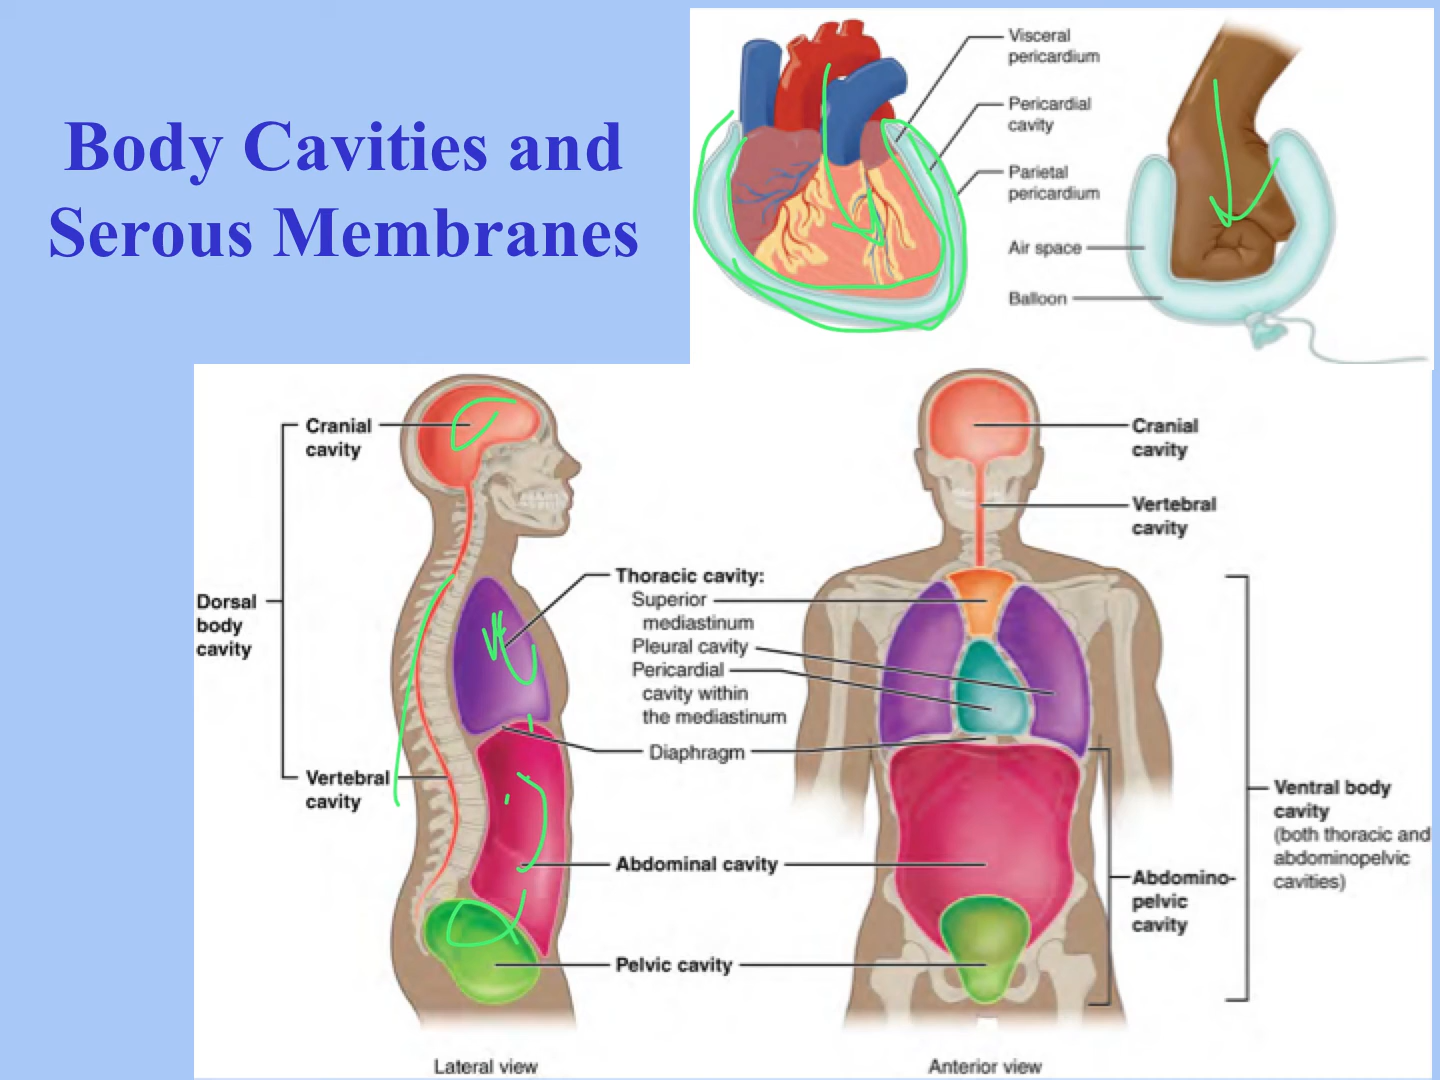 Body Cavities and
Serous Membranes
Visceral
pericardium
Pericardial
cavity
Parietal
pericardium
Air space
Balloon
Cranial
cavity
Dorsal
body
cavity
Vertebral
cavity
Thoracic cavity:
Superior
mediastinum
Pleural cavity
Pericardial
cavity within
the mediastinum
Diaphragm
Abdominal cavity
Pelvic cavity
Cranial
cavity
Vertebral
cavity
Ventral body
cavity
(both thoracic and
abdominopelvic
cavities)
Abdomino-
pelvic
cavity
Lateral view
Anterior view